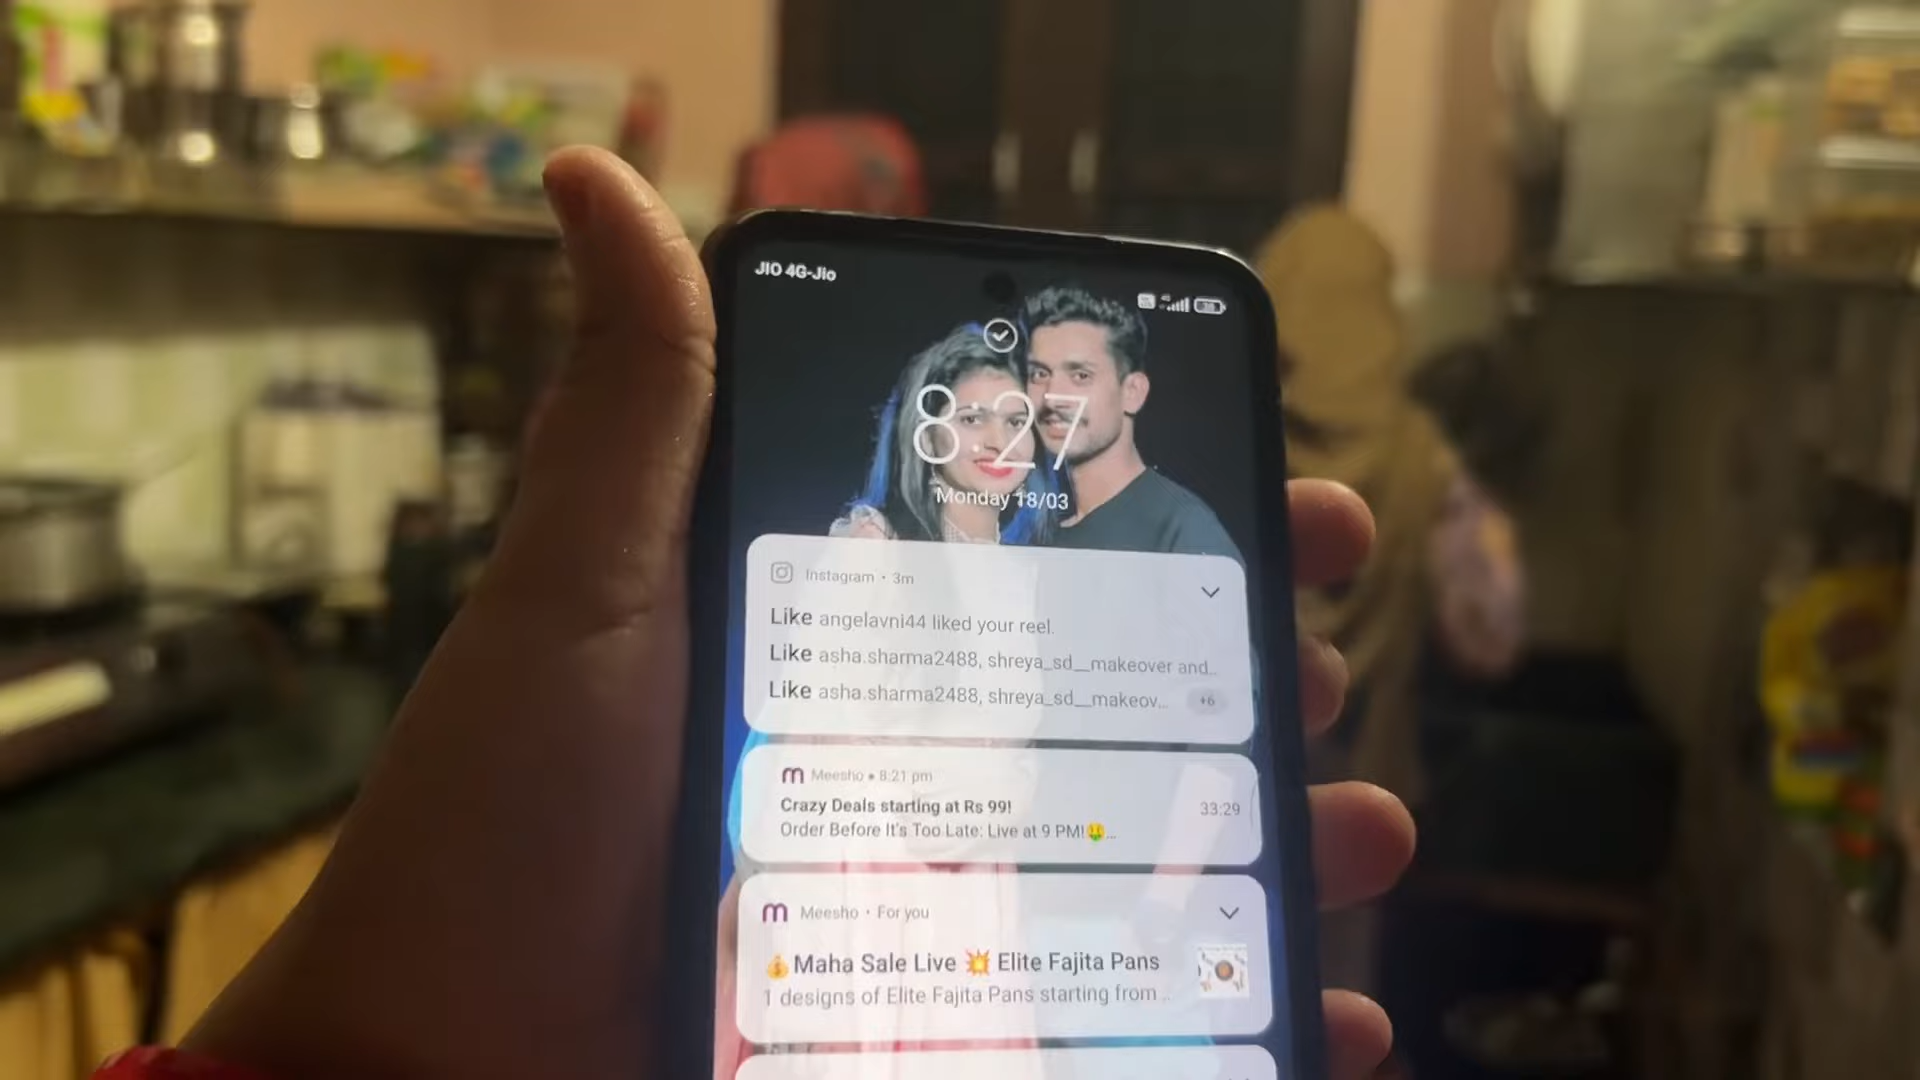 JIO 4G-Jio
8:27
Monday 18/03
Instagram • 3m
Like angelavni44 liked your reel.
Like asha.sharma2488, shreya_sd__makeover and..
Like asha.sharma2488, shreya_sd__makeov... +6
Meesho • 8:21 pm
Crazy Deals starting at Rs 99!
33:29
Order Before It's Too Late: Live at 9 PM!🤑...
Meesho • For you
💰Maha Sale Live 💥 Elite Fajita Pans
1 designs of Elite Fajita Pans starting from ..